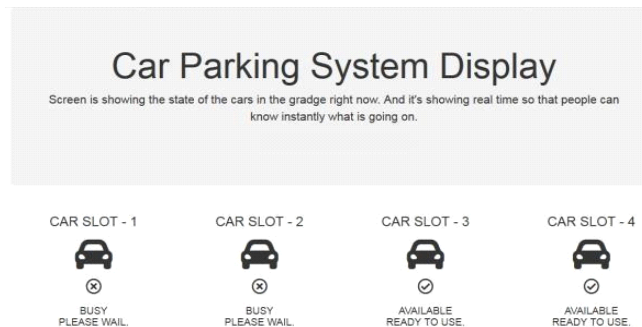 Car Parking System Display
Screen is showing the state of the cars in the gradge right now. And it's showing real time so that people can
know instantly what is going on.
CAR SLOT - 1
CAR SLOT - 2
CAR SLOT - 3
CAR SLOT - 4
BUSY
PLEASE WAIL.
BUSY
PLEASE WAIL.
AVAILABLE
READY TO USE.
AVAILABLE
READY TO USE.